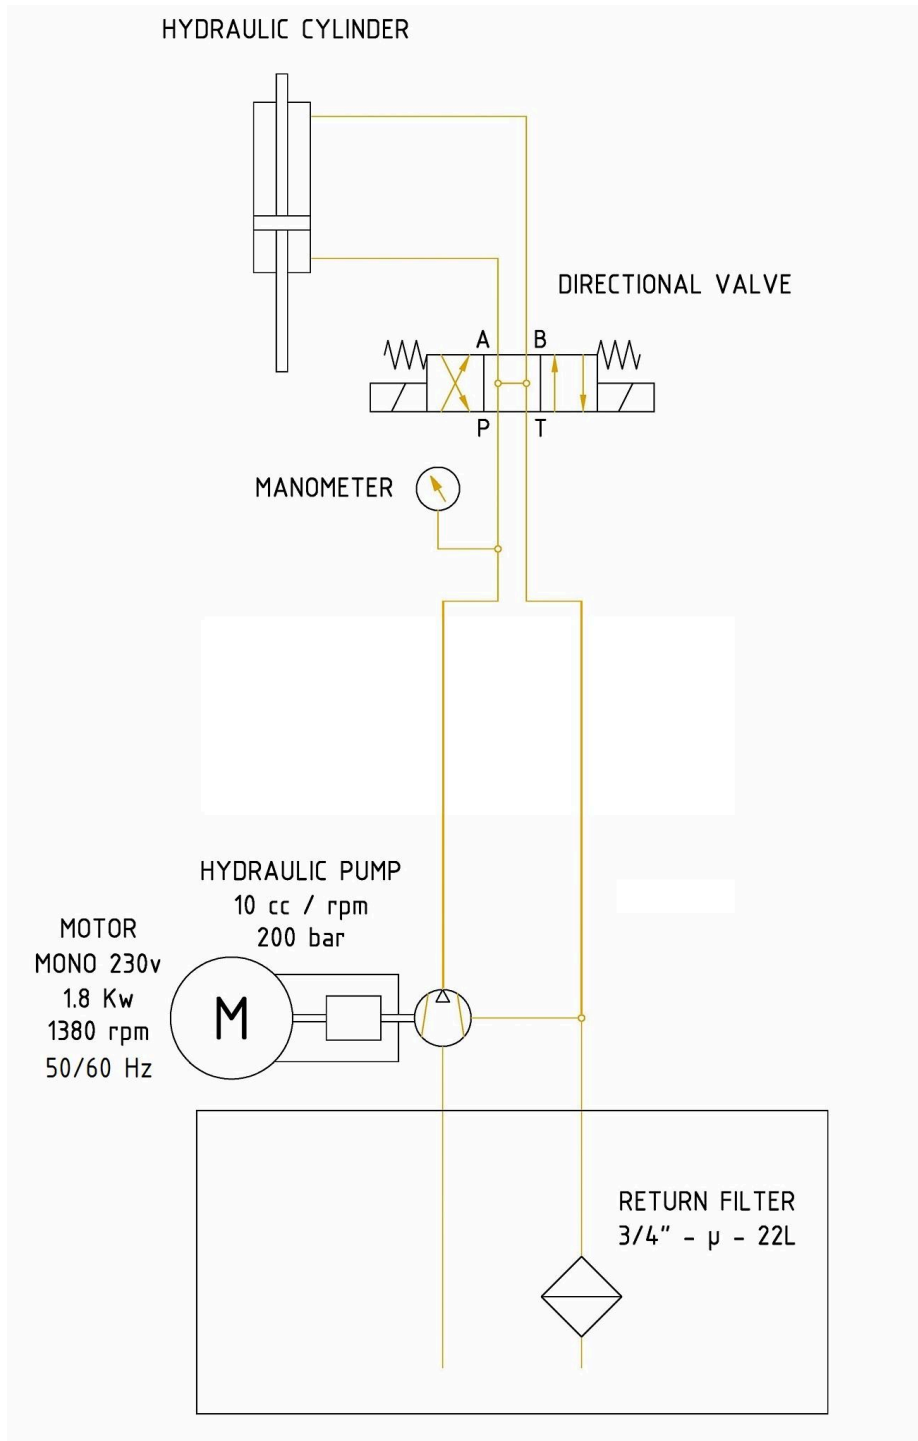 HYDRAULIC CYLINDER
DIRECTIONAL VALVE
A B
P T
MANOMETER
HYDRAULIC PUMP
10 cc / rpm
200 bar
MOTOR
MONO 230v
1.8 Kw
1380 rpm
50/60 Hz
M
RETURN FILTER
3/4" - µ - 22L